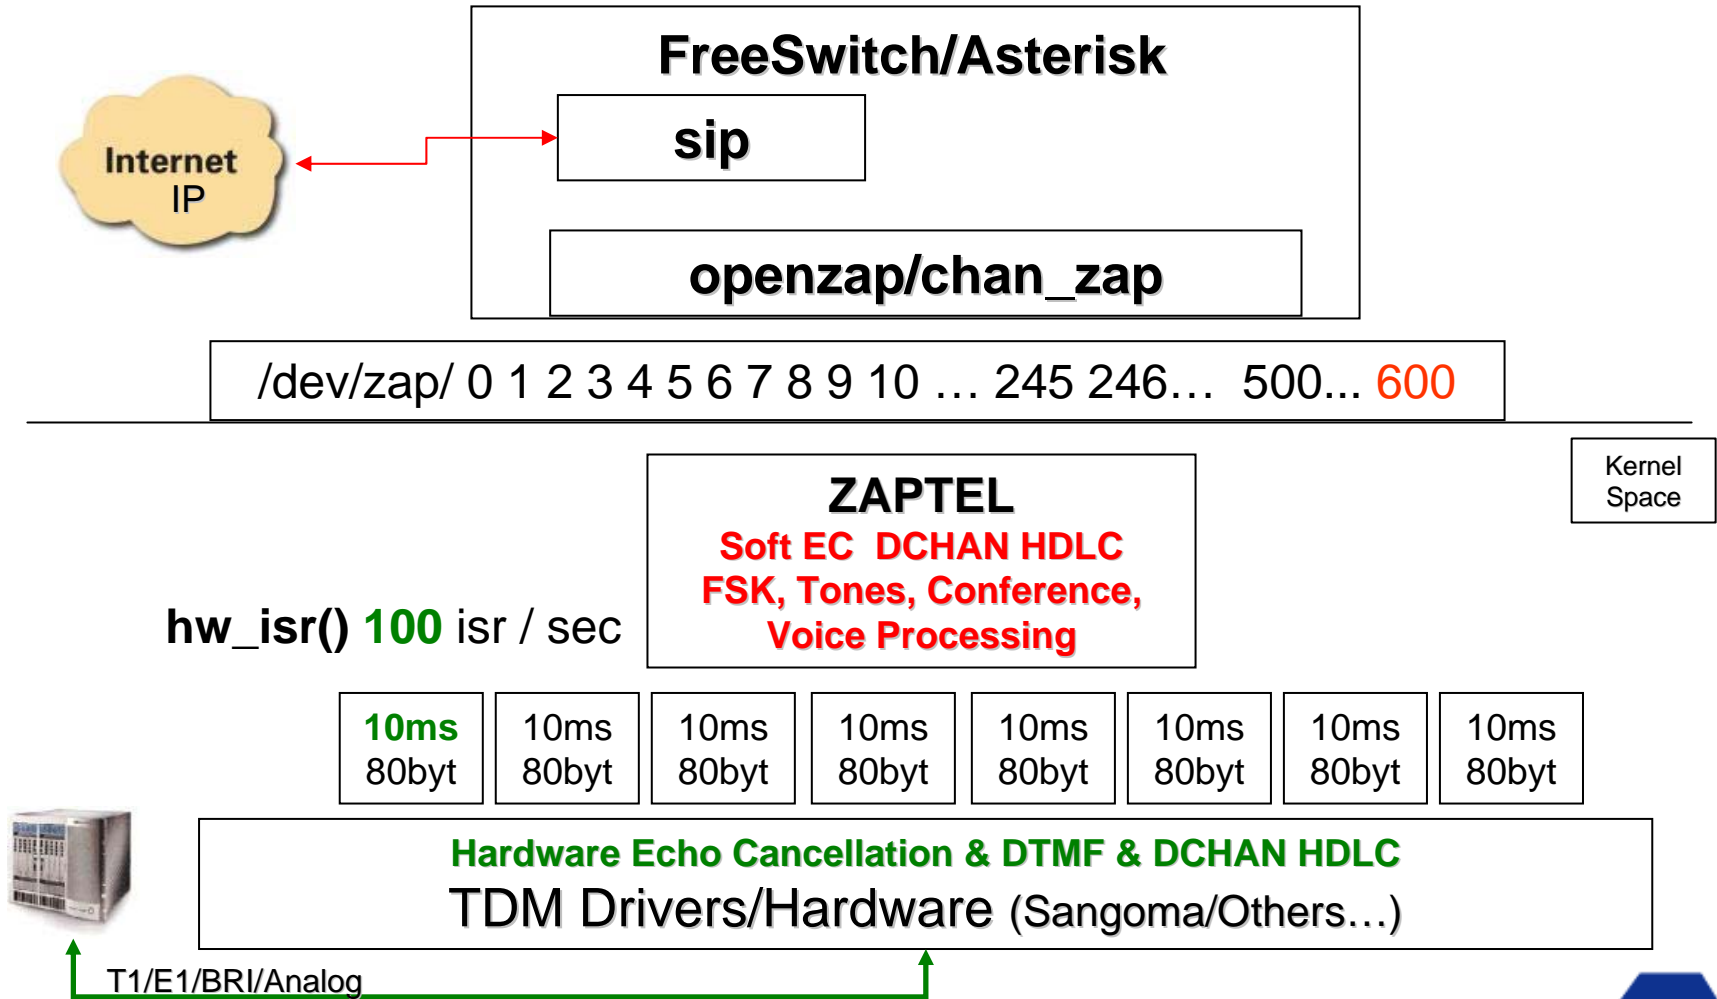 FreeSwitch/Asterisk
sip
Internet
IP
openzap/chan_zap
/dev/zap/ 0 1 2 3 4 5 6 7 8 9 10 … 245 246… 500... 600
Kernel
Space
ZAPTEL
Soft EC DCHAN HDLC
FSK, Tones, Conference,
Voice Processing
hw_isr() 100 isr / sec
10ms
80byt
10ms
80byt
10ms
80byt
10ms
80byt
10ms
80byt
10ms
80byt
10ms
80byt
10ms
80byt
Hardware Echo Cancellation & DTMF & DCHAN HDLC
TDM Drivers/Hardware (Sangoma/Others…)
T1/E1/BRI/Analog